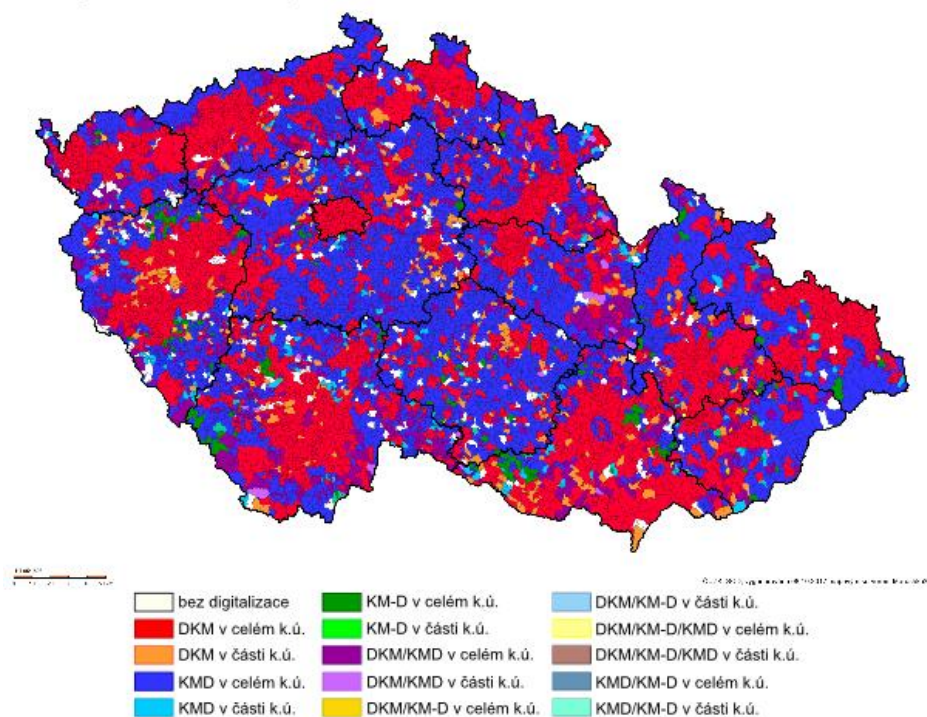 bez digitalizace
DKM v celém k.ú.
DKM v části k.ú.
KMD v celém k.ú.
KMD v části k.ú.
KM-D v celém k.ú.
KM-D v části k.ú.
DKM/KMD v celém k.ú.
DKM/KMD v části k.ú.
DKM/KM-D v celém k.ú.
DKM/KM-D v části k.ú.
DKM/KM-D/KMD v celém k.ú.
DKM/KM-D/KMD v části k.ú.
KMD/KM-D v celém k.ú.
KMD/KM-D v části k.ú.